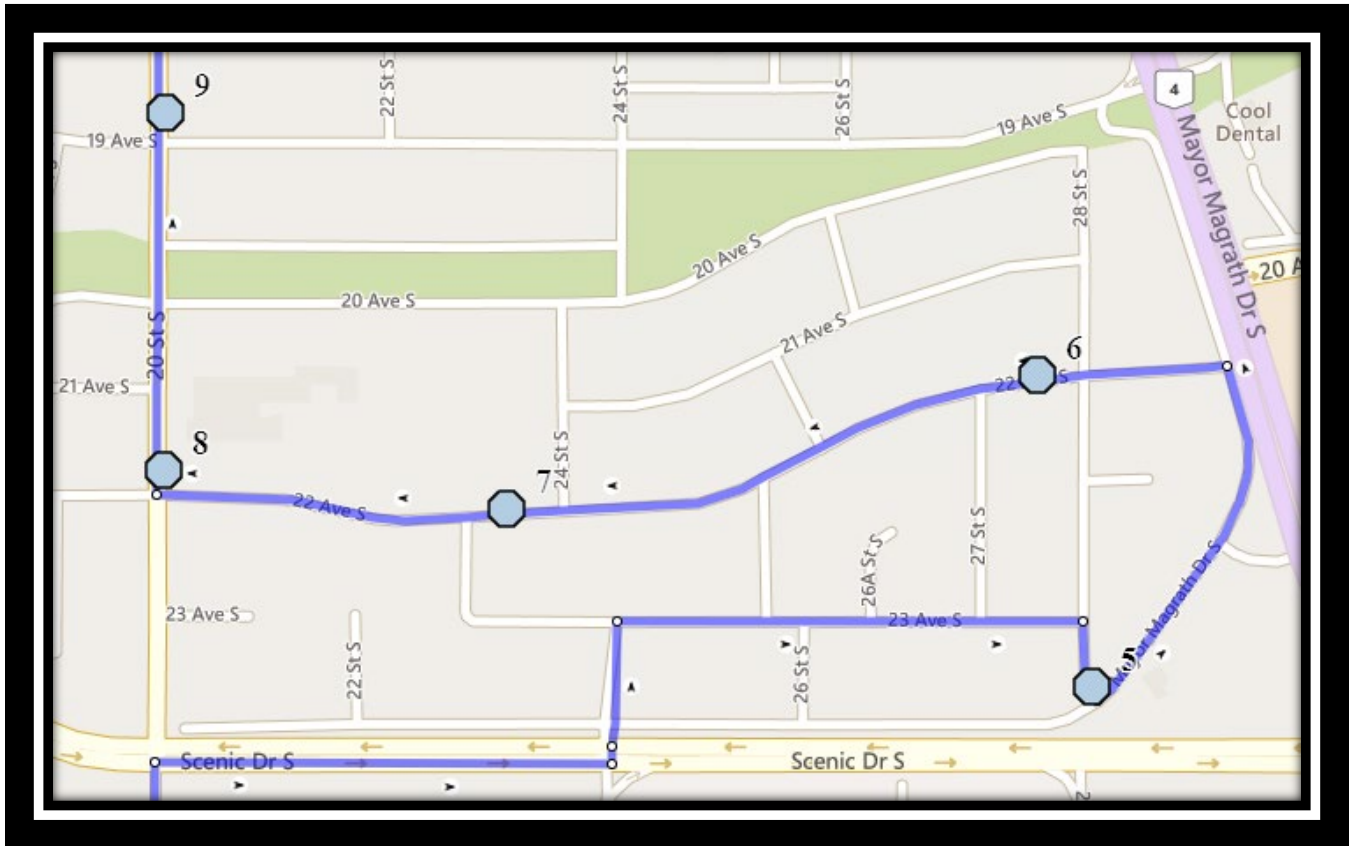 9
22 St S
24 St S
26 St S
4
Cool
Dental
19 Ave S
19 Ave S
Mayor Magrath Dr S
28 St S
20 Ave S
20 A
20 Ave S
20 St S
21 Ave S
6
21 Ave S
22
S
8
24 St S
7
22 Ave S
27 St S
26A St S
Mayor Magrath Dr S
23 Ave S
23 Ave S
5
22 St S
26 St S
Scenic Dr S
Scenic Dr S
2